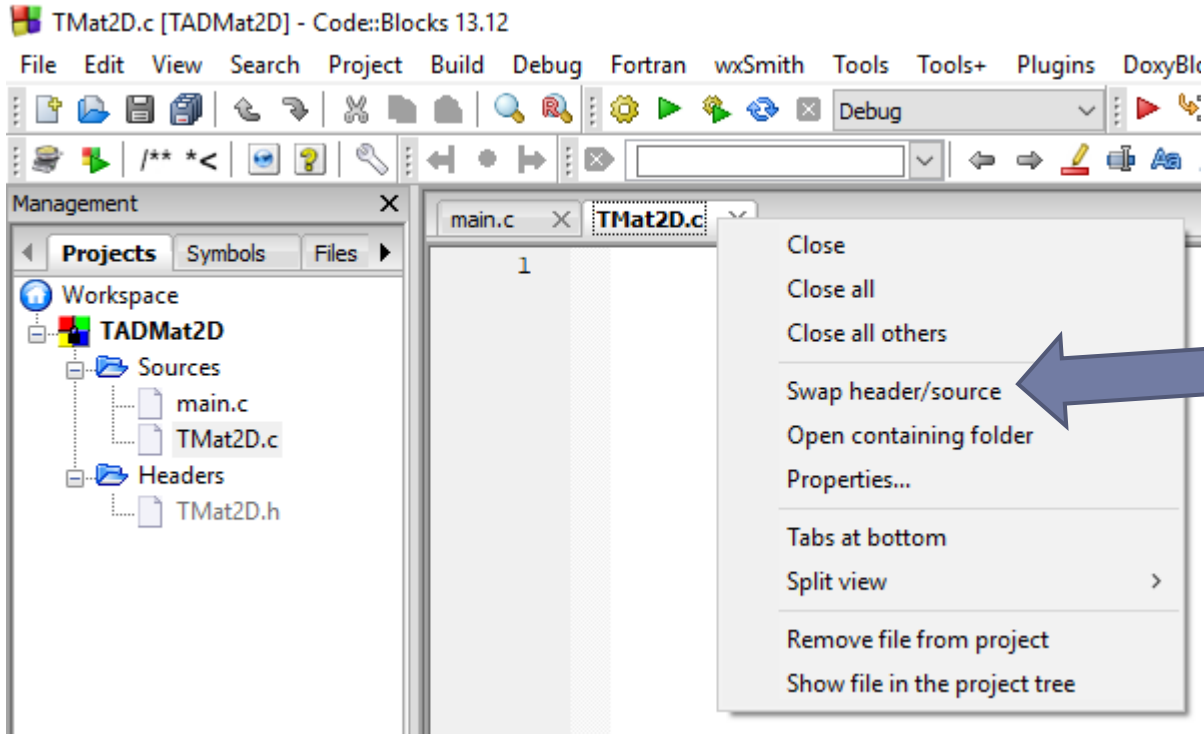 TMat2D.c [TADMat2D] - Code::Blocks 13.12
File Edit View Search Project Build Debug Fortran wxSmith Tools Tools+ Plugins DoxyBlo
Debug
/** *<
Management
main.c TMat2D.c
Projects Symbols Files
1
Workspace
TADMat2D
Sources
main.c
TMat2D.c
Headers
TMat2D.h
Close
Close all
Close all others
Swap header/source
Open containing folder
Properties...
Tabs at bottom
Split view
Remove file from project
Show file in the project tree